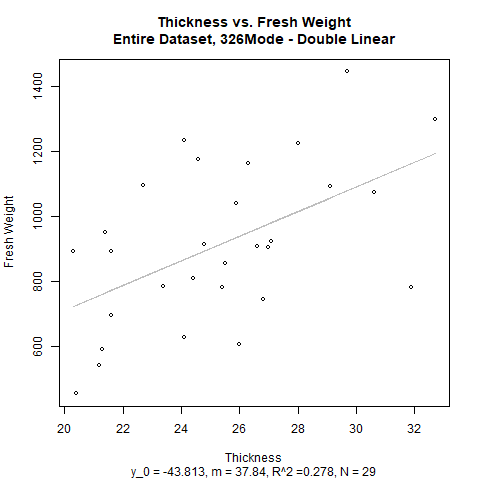 Thickness vs. Fresh Weight
Entire Dataset, 326Mode - Double Linear
Fresh Weight
1400
1200
1000
800
600
20 22 24 26 28 30 32
Thickness
y_0 = -43.813, m = 37.84, R^2 =0.278, N = 29